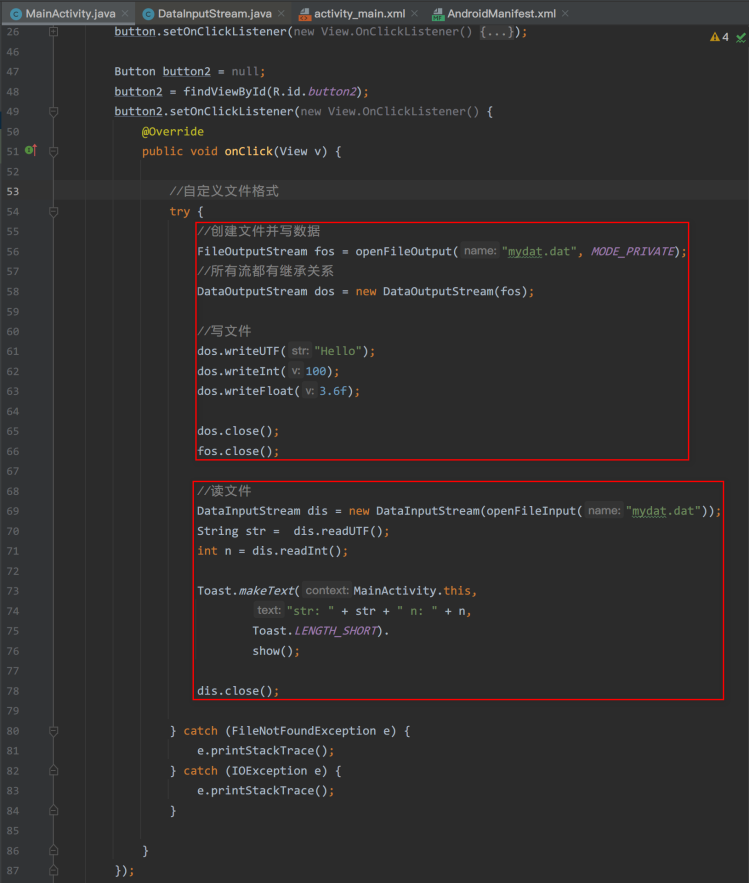 MainActivity.java × DataInputStream.java × activity_main.xml × AndroidManifest.xml ×
26 button.setOnClickListener(new View.OnClickListener() {...}); 4
46
47 Button button2 = null;
48 button2 = findViewById(R.id.button2);
49 button2.setOnClickListener(new View.OnClickListener() {
50 @Override
51 public void onClick(View v) {
52
53 //自定义文件格式
54 try {
55 //创建文件并写数据
56 FileOutputStream fos = openFileOutput( name: "mydat.dat", MODE_PRIVATE);
57 //所有流都有继承关系
58 DataOutputStream dos = new DataOutputStream(fos);
59
60 //写文件
61 dos.writeUTF( str: "Hello");
62 dos.writeInt( v: 100);
63 dos.writeFloat( v: 3.6f);
64
65 dos.close();
66 fos.close();
67
68 //读文件
69 DataInputStream dis = new DataInputStream(openFileInput( name: "mydat.dat"));
70 String str =  dis.readUTF();
71 int n = dis.readInt();
72
73 Toast.makeText( context: MainActivity.this,
74 text: "str: " + str + " n: " + n,
75 Toast.LENGTH_SHORT).
76 show();
77
78 dis.close();
79
80 } catch (FileNotFoundException e) {
81 e.printStackTrace();
82 } catch (IOException e) {
83 e.printStackTrace();
84 }
85
86 }
87 });